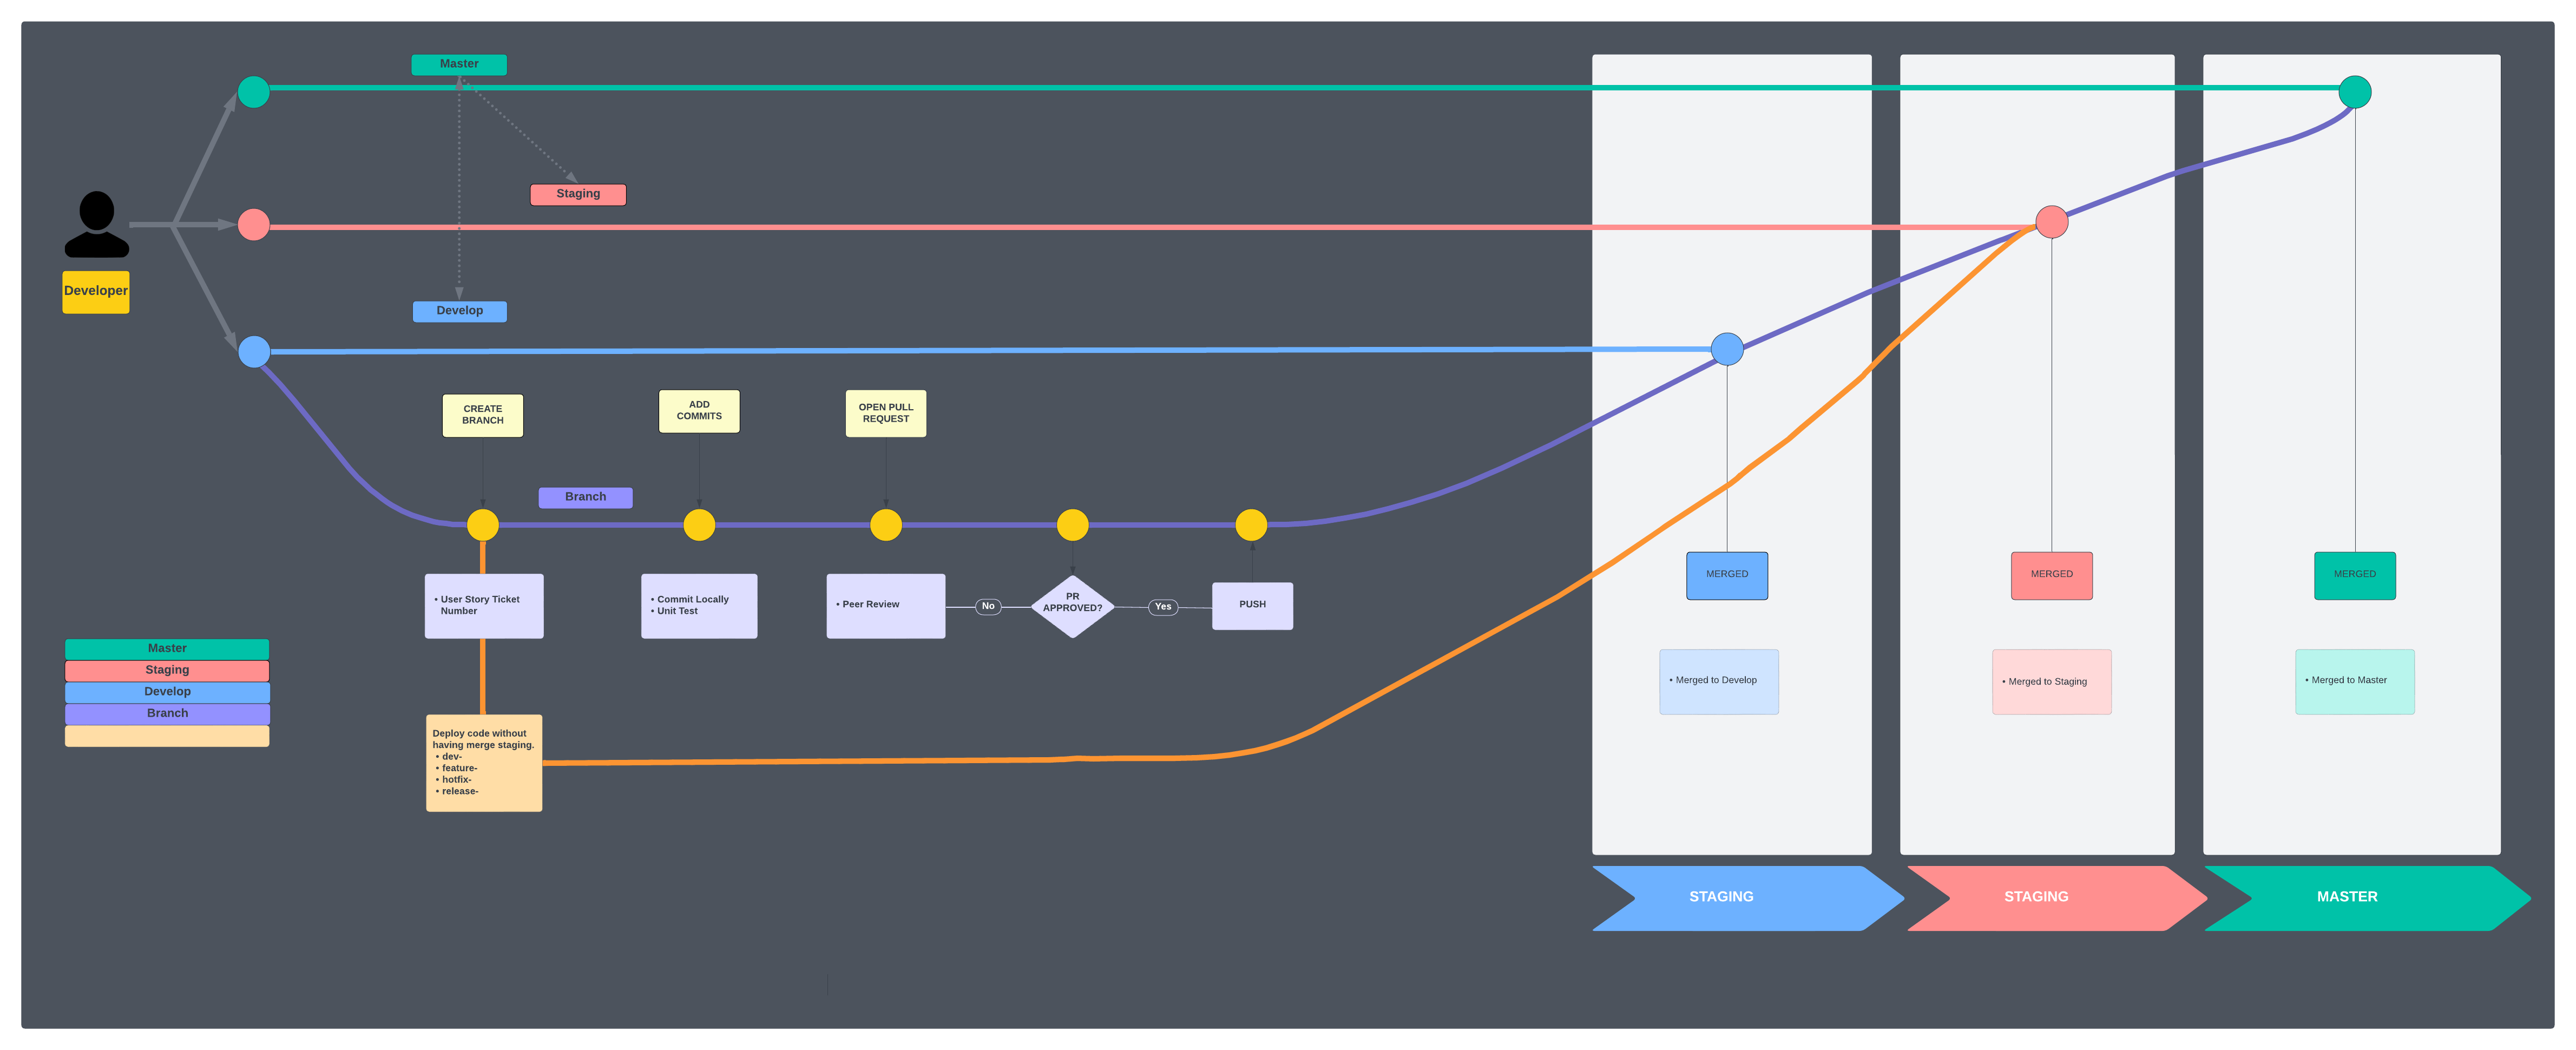 Master
Staging
Developer
Develop
CREATE
BRANCH
ADD
COMMITS
OPEN PULL
REQUEST
Branch
• User Story Ticket
Number
• Commit Locally
• Unit Test
• Peer Review
No
PR
APPROVED?
Yes
PUSH
MERGED
MERGED
MERGED
Master
Staging
Develop
Branch
• Merged to Develop
• Merged to Staging
• Merged to Master
Deploy code without
having merge staging.
• dev-
• feature-
• hotfix-
• release-
STAGING
STAGING
MASTER